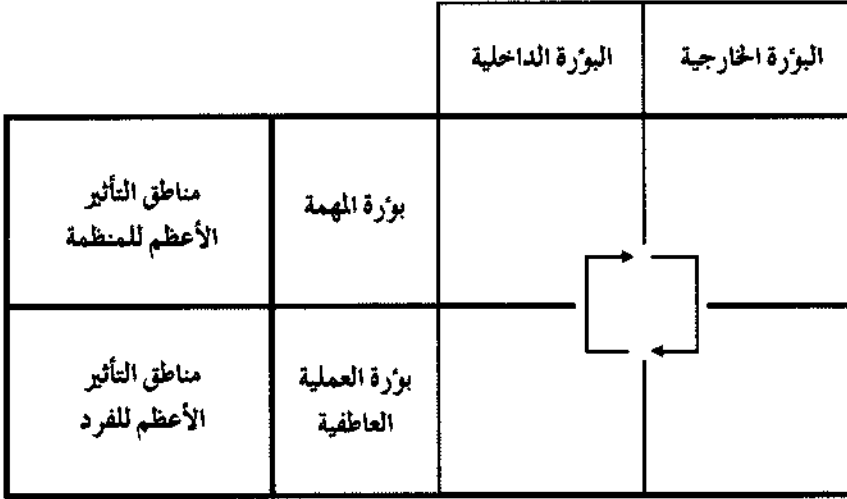 البؤرة الخارجية
البؤرة الداخلية
بؤرة المهمة
مناطق التأثير
الأعظم للمنظمة
بؤرة العملية
العاطفية
مناطق التأثير
الأعظم للفرد